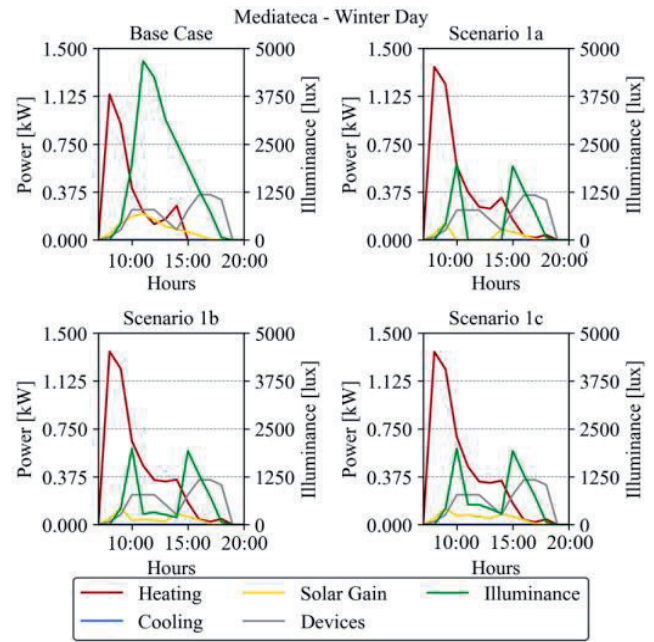 Mediateca - Winter Day
Base Case
Scenario 1a
1.500
1.125
0.750
0.375
0.000
Power [kW]
5000
3750
2500
1250
0
Illuminance [lux]
10:00 15:00 20:00
Hours
1.500
1.125
0.750
0.375
0.000
Power [kW]
5000
3750
2500
1250
0
Illuminance [lux]
10:00 15:00 20:00
Hours
Scenario 1b
Scenario 1c
1.500
1.125
0.750
0.375
0.000
Power [kW]
5000
3750
2500
1250
0
Illuminance [lux]
10:00 15:00 20:00
Hours
1.500
1.125
0.750
0.375
0.000
Power [kW]
5000
3750
2500
1250
0
Illuminance [lux]
10:00 15:00 20:00
Hours
Heating Solar Gain Illuminance
Cooling Devices